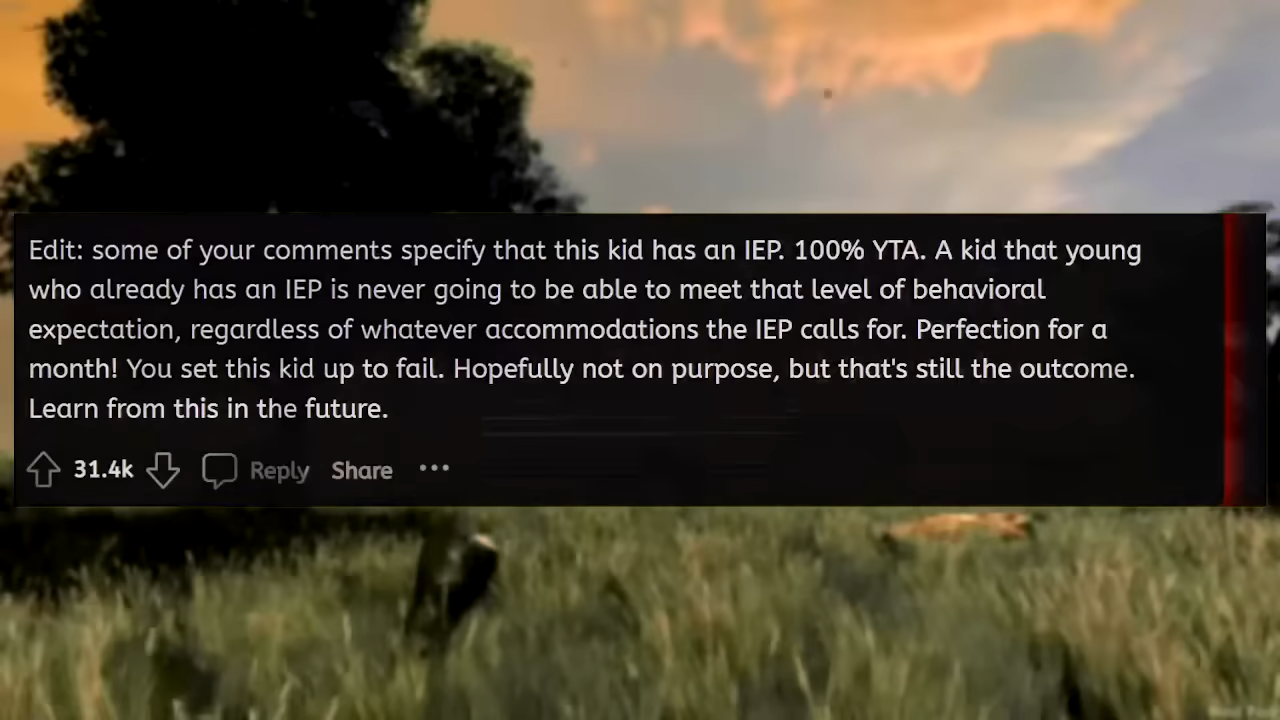 Edit: some of your comments specify that this kid has an IEP. 100% YTA. A kid that young
who already has an IEP is never going to be able to meet that level of behavioral
expectation, regardless of whatever accommodations the IEP calls for. Perfection for a
month! You set this kid up to fail. Hopefully not on purpose, but that's still the outcome.
Learn from this in the future.
31.4k Reply Share